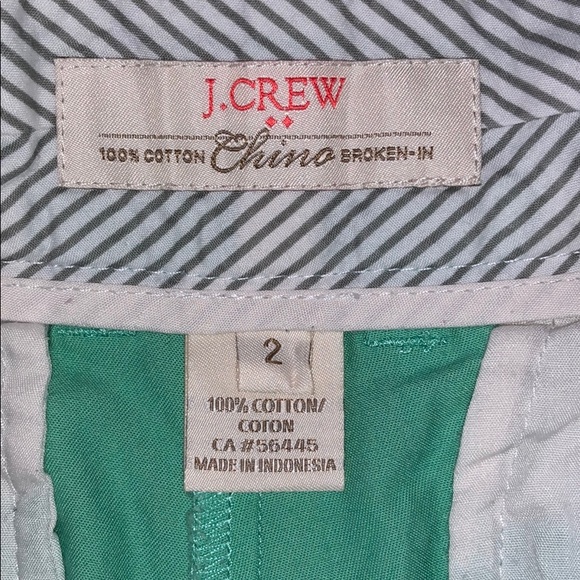 J.CREW
100% COTTON Chino BROKEN-IN
2
100% COTTON/
COTON
CA #56445
MADE IN INDONESIA